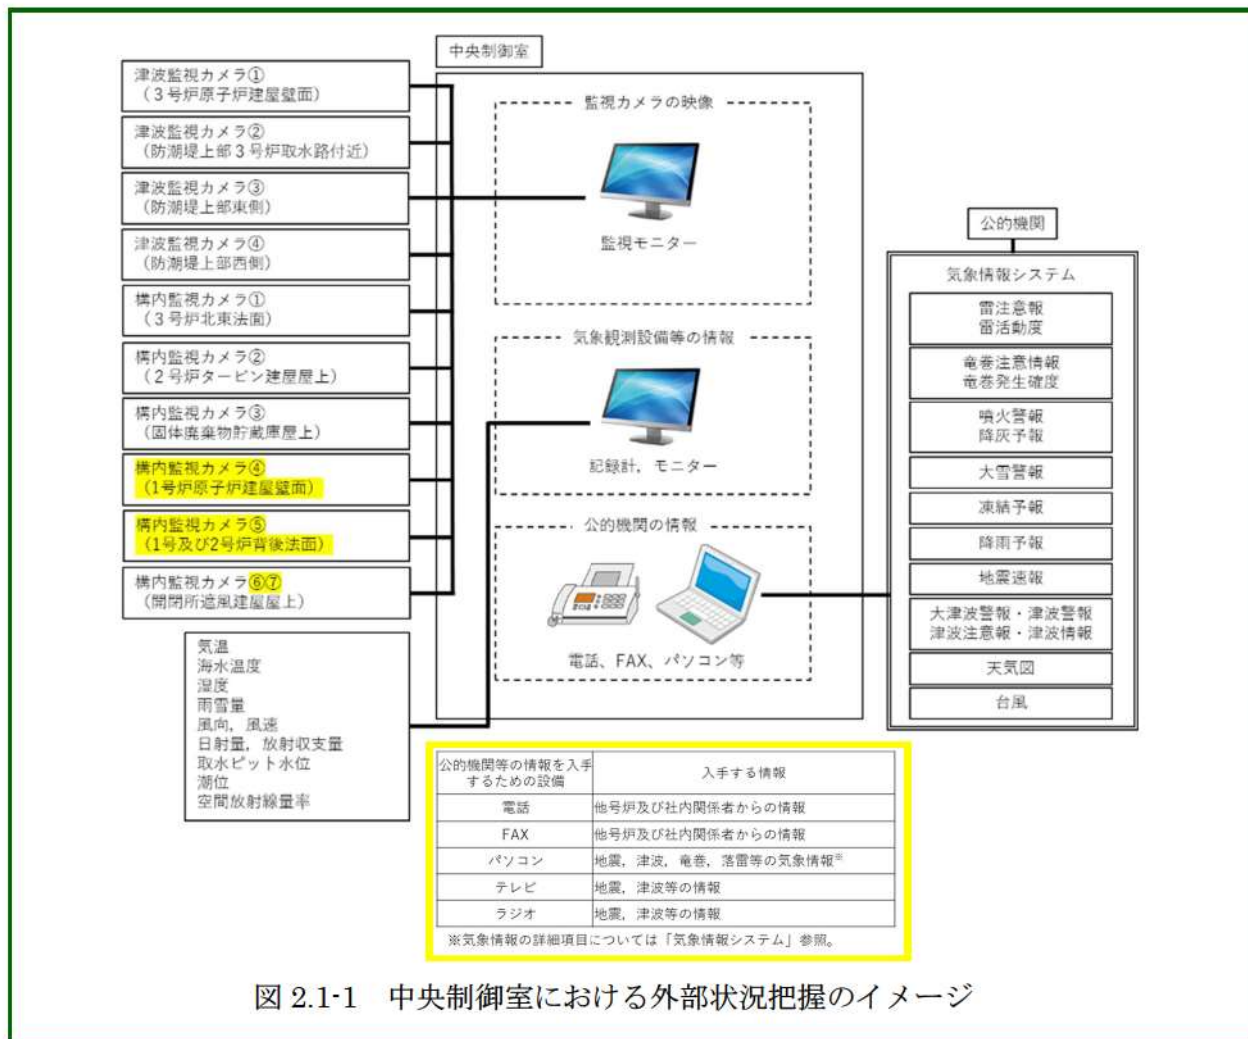 中央制御室
津波監視カメラ①
（３号炉原子炉建屋壁面）
津波監視カメラ②
（防潮堤上部３号炉取水路付近）
津波監視カメラ③
（防潮堤上部東側）
津波監視カメラ④
（防潮堤上部西側）
構内監視カメラ①
（３号炉北東法面）
構内監視カメラ②
（２号炉タービン建屋屋上）
構内監視カメラ③
（固体廃棄物貯蔵庫屋上）
構内監視カメラ④
（1号炉原子炉建屋壁面）
構内監視カメラ⑤
（1号及び2号炉背後法面）
構内監視カメラ⑥⑦
（開閉所遮風建屋屋上）
気温
海水温度
湿度
雨雪量
風向，風速
日射量，放射収支量
取水ピット水位
潮位
空間放射線量率
監視カメラの映像
監視モニター
気象観測設備等の情報
記録計，モニター
公的機関の情報
電話、FAX、パソコン等
公的機関
気象情報システム
雷注意報
雷活動度
竜巻注意情報
竜巻発生確度
噴火警報
降灰予報
大雪警報
凍結予報
降雨予報
地震速報
大津波警報・津波警報
津波注意報・津波情報
天気図
台風
公的機関等の情報を入手
するための設備
入手する情報
電話
他号炉及び社内関係者からの情報
FAX
他号炉及び社内関係者からの情報
パソコン
地震，津波，竜巻，落雷等の気象情報※
テレビ
地震，津波等の情報
ラジオ
地震，津波等の情報
※気象情報の詳細項目については「気象情報システム」参照。
図 2.1-1　中央制御室における外部状況把握のイメージ